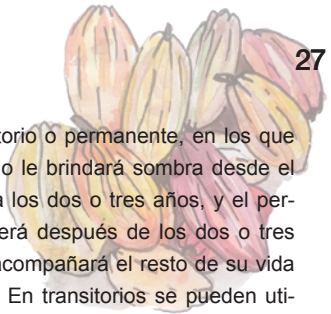 27
torio o permanente, en los que
o le brindará sombra desde el
a los dos o tres años, y el per-
erá después de los dos o tres
acompañará el resto de su vida
En transitorios se pueden uti-